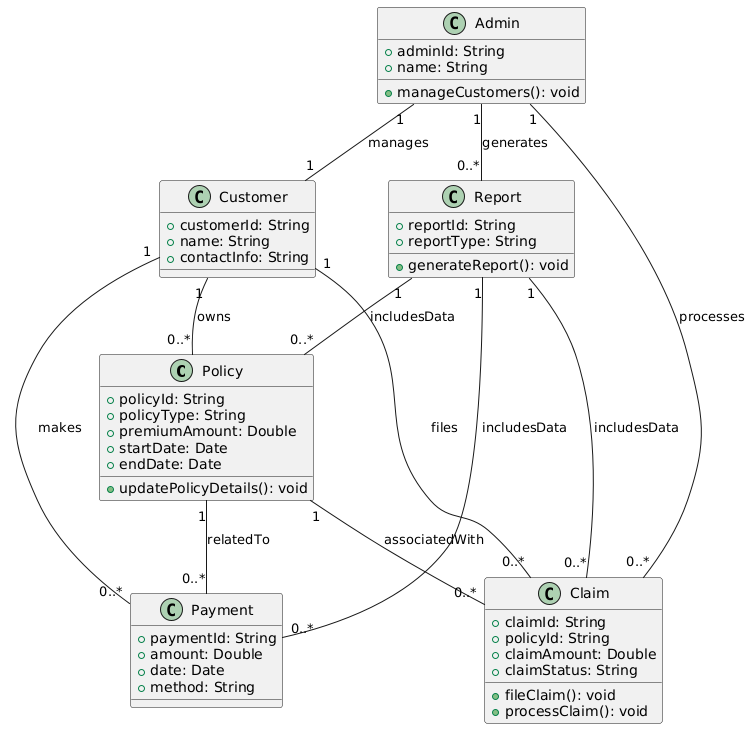 C Admin
adminId: String
name: String
manageCustomers(): void
1
1
1
manages
generates
1
0..*
C Customer
customerId: String
name: String
contactInfo: String
C Report
reportId: String
reportType: String
generateReport(): void
1
1
1
1
1
1
owns
includesData
processes
0..*
0..*
C Policy
policyId: String
policyType: String
premiumAmount: Double
startDate: Date
endDate: Date
updatePolicyDetails(): void
makes
files
includesData
includesData
1
1
relatedTo
associatedWith
0..*
0..*
0..*
0..*
0..*
0..*
0..*
C Payment
paymentId: String
amount: Double
date: Date
method: String
C Claim
claimId: String
policyId: String
claimAmount: Double
claimStatus: String
fileClaim(): void
processClaim(): void